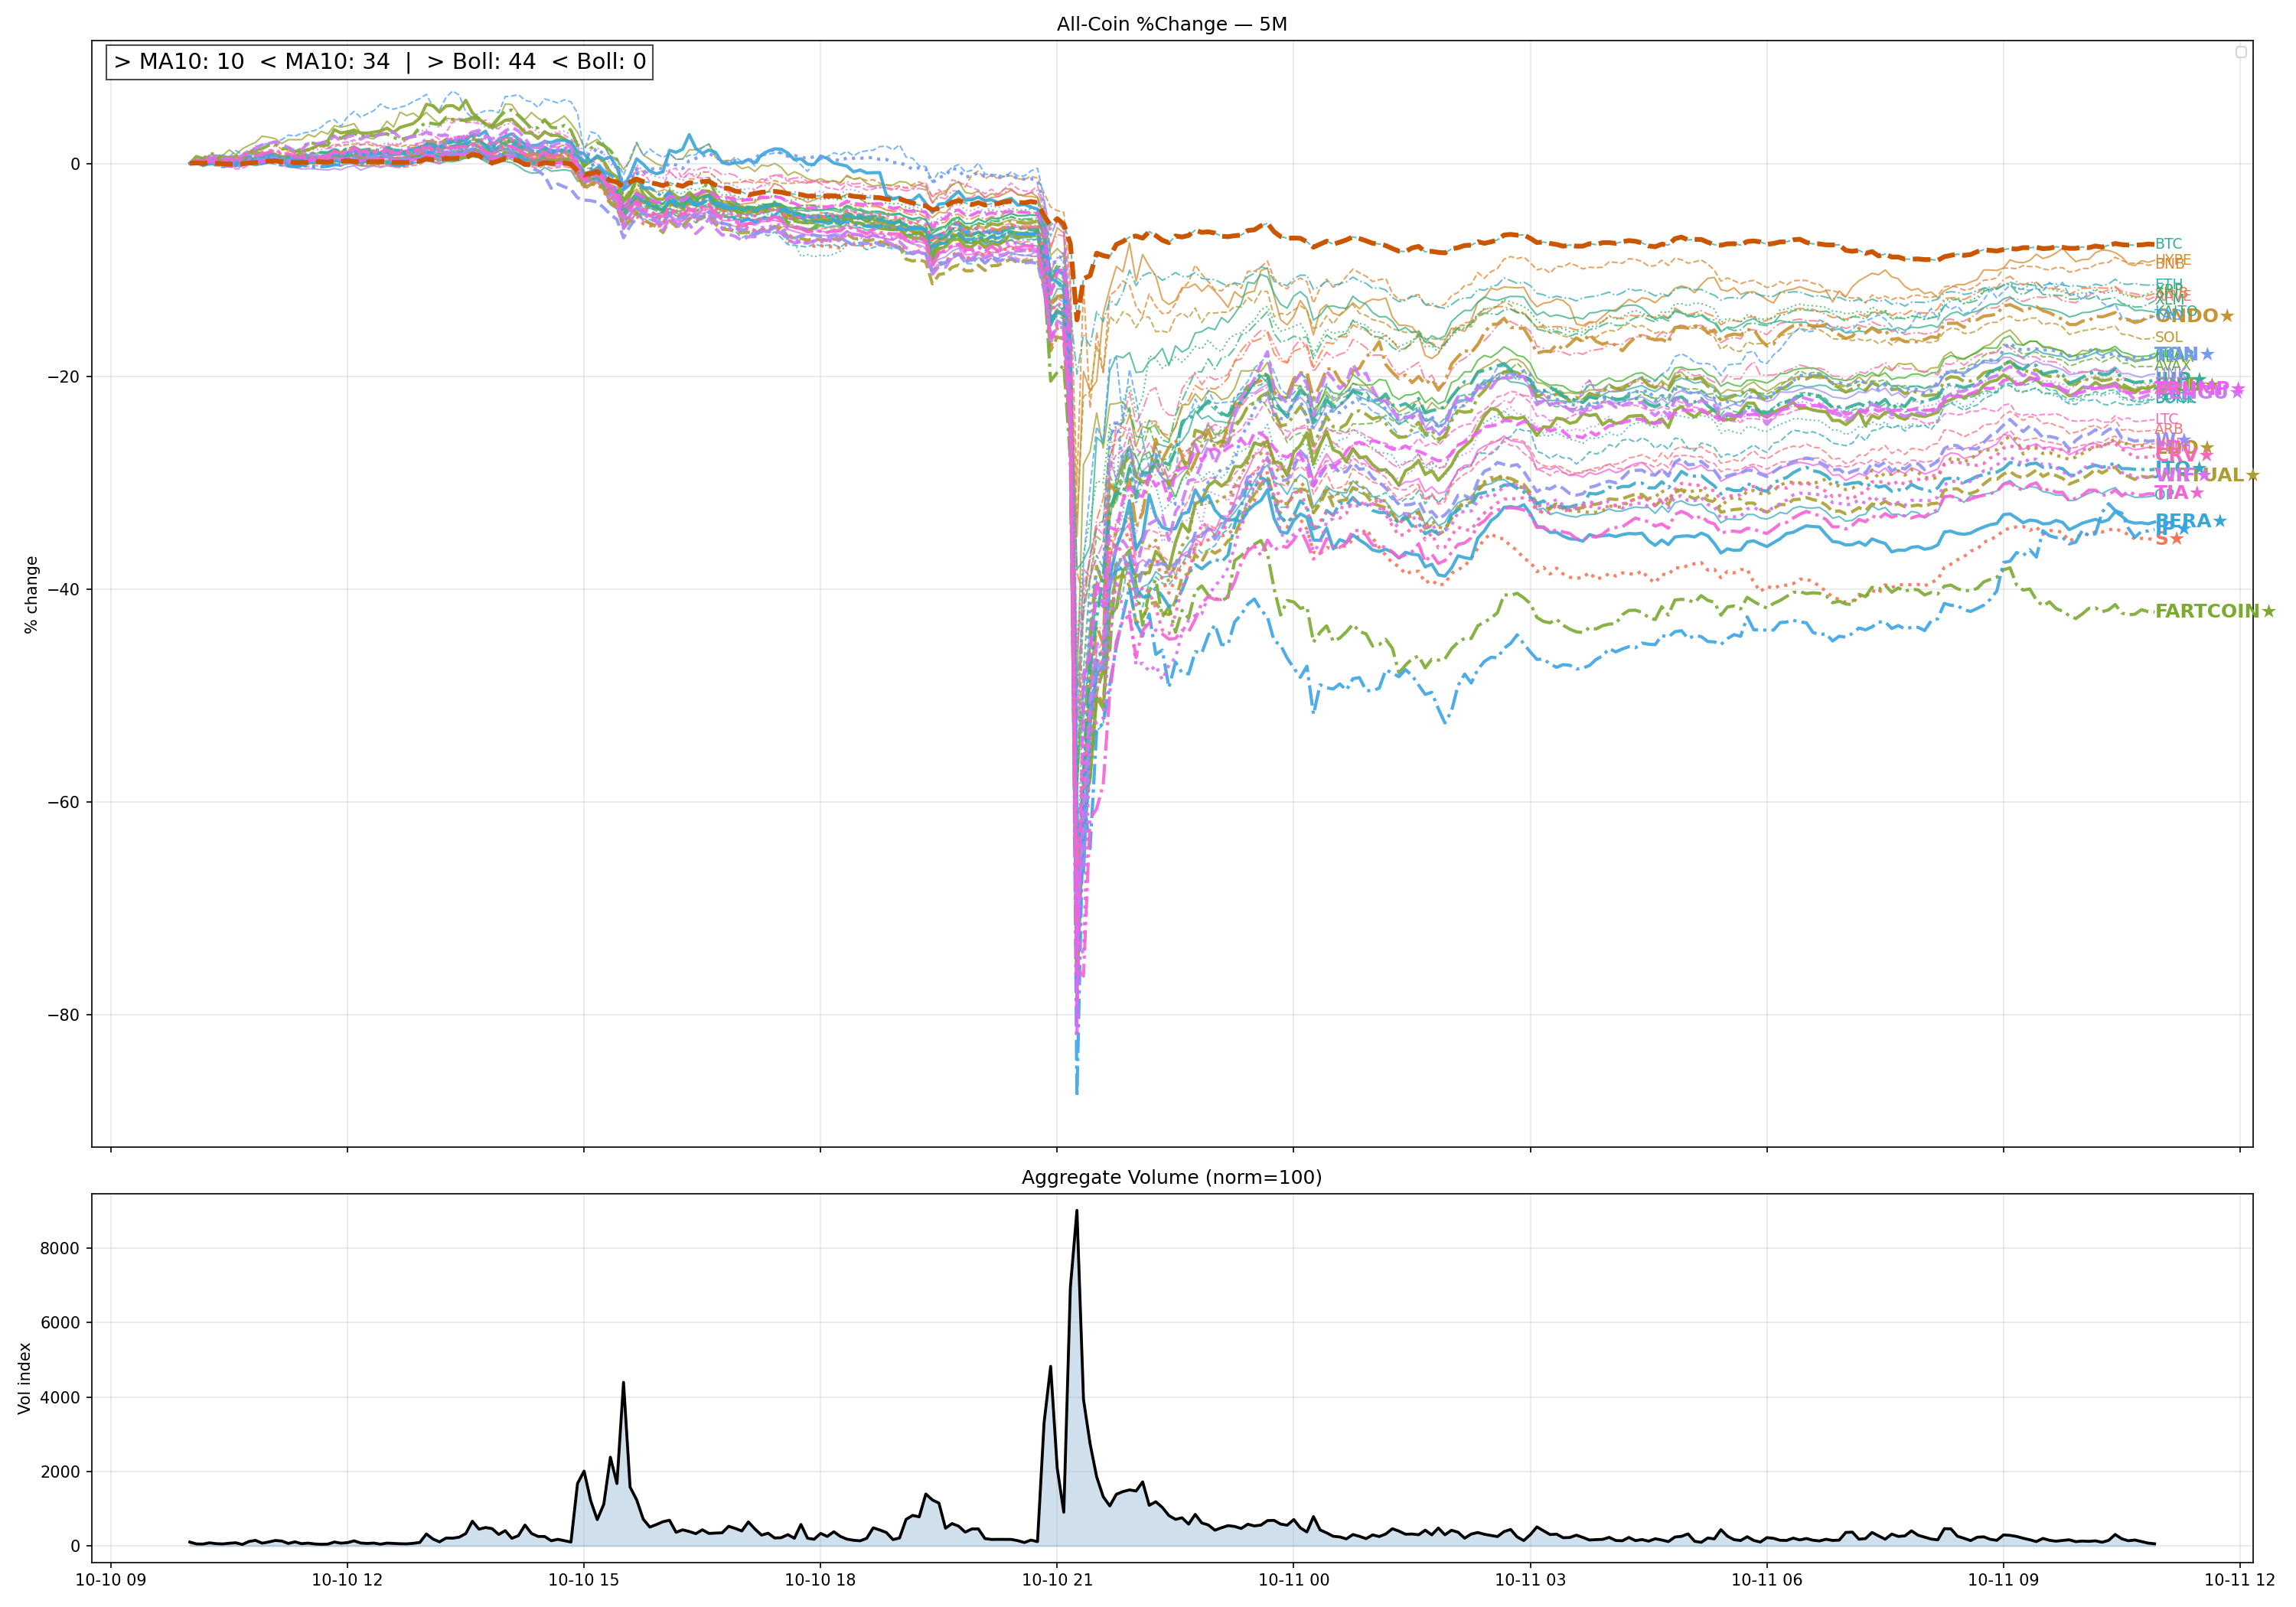 All-Coin %Change — 5M
> MA10: 10 < MA10: 34 | > Boll: 44 < Boll: 0
% change
0
−20
−40
−60
−80
BTC
HYPE
BNB
ETH
XRP
XLM
ONDO★
SOL
AVAX
LTC
ARB
CRV★
VIRTUAL★
TIA★
BERA★
IP★
S★
FARTCOIN★
Aggregate Volume (norm=100)
Vol index
8000
6000
4000
2000
0
10-10 09
10-10 12
10-10 15
10-10 18
10-10 21
10-11 00
10-11 03
10-11 06
10-11 09
10-11 12